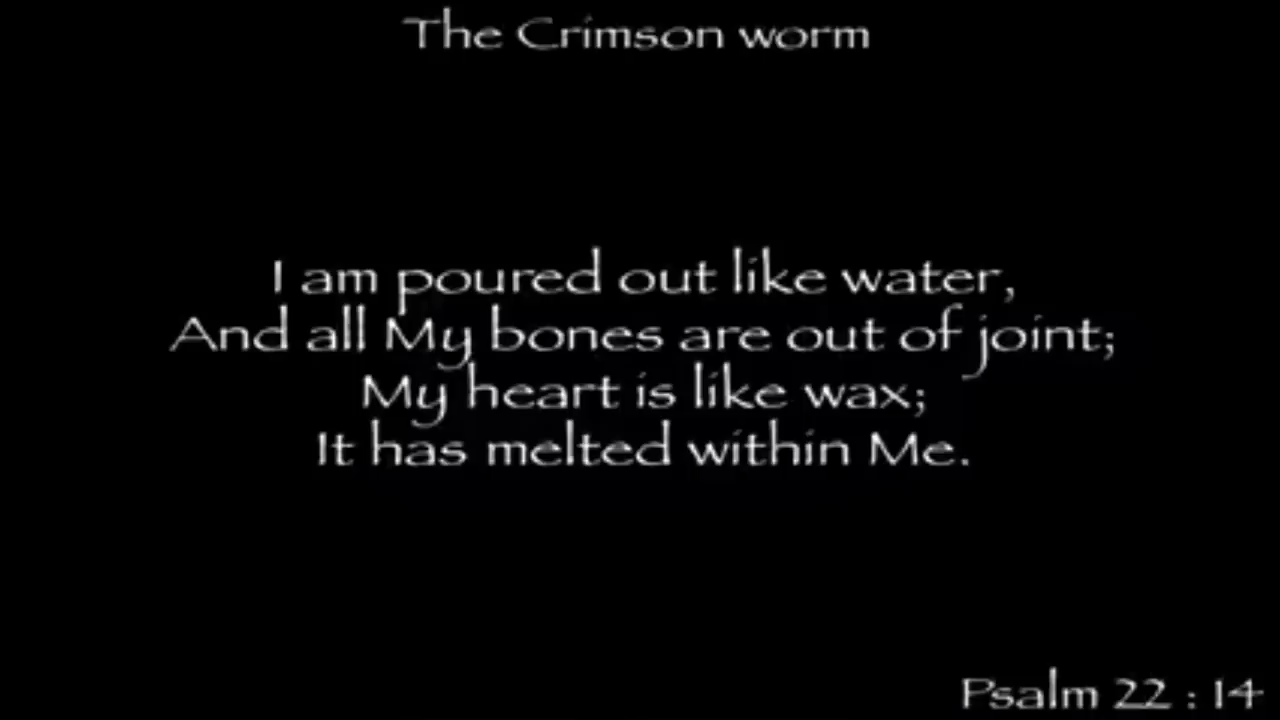 The Crimson worm
I am poured out like water,
And all My bones are out of joint;
My heart is like wax;
It has melted within Me.
Psalm 22 : 14